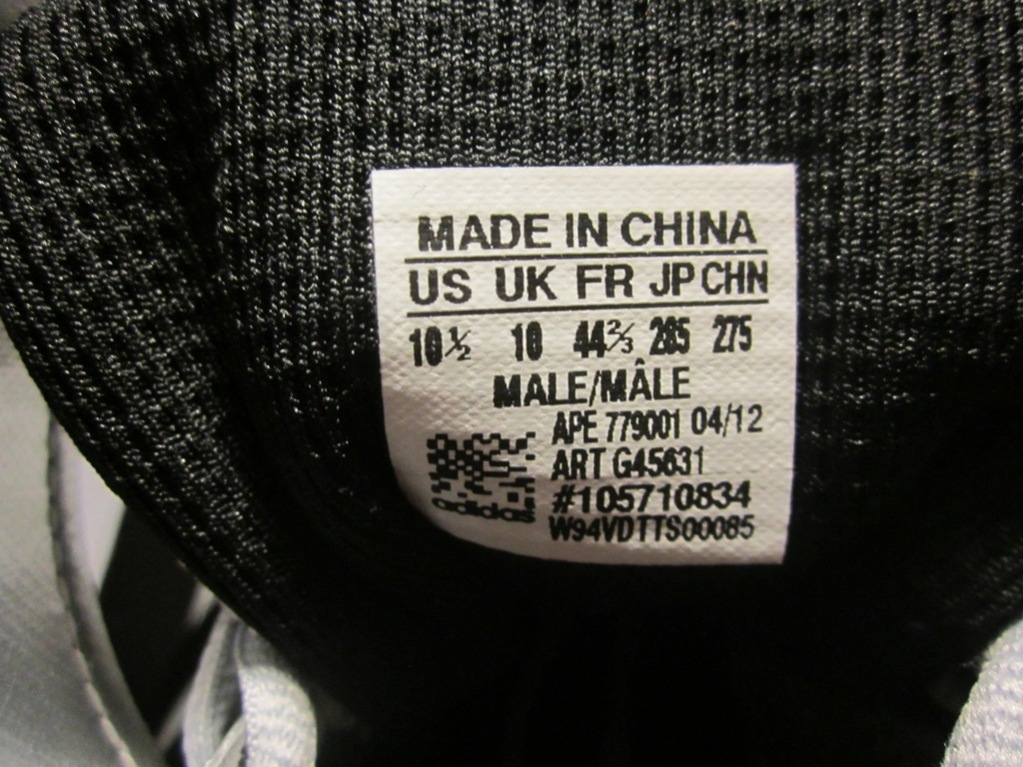 MADE IN CHINA
US UK FR JP CHN
10½ 10 44⅔ 285 275
MALE/MÂLE
APE 779001 04/12
ART G45631
#105710834
W94VDTTS00085
adidas